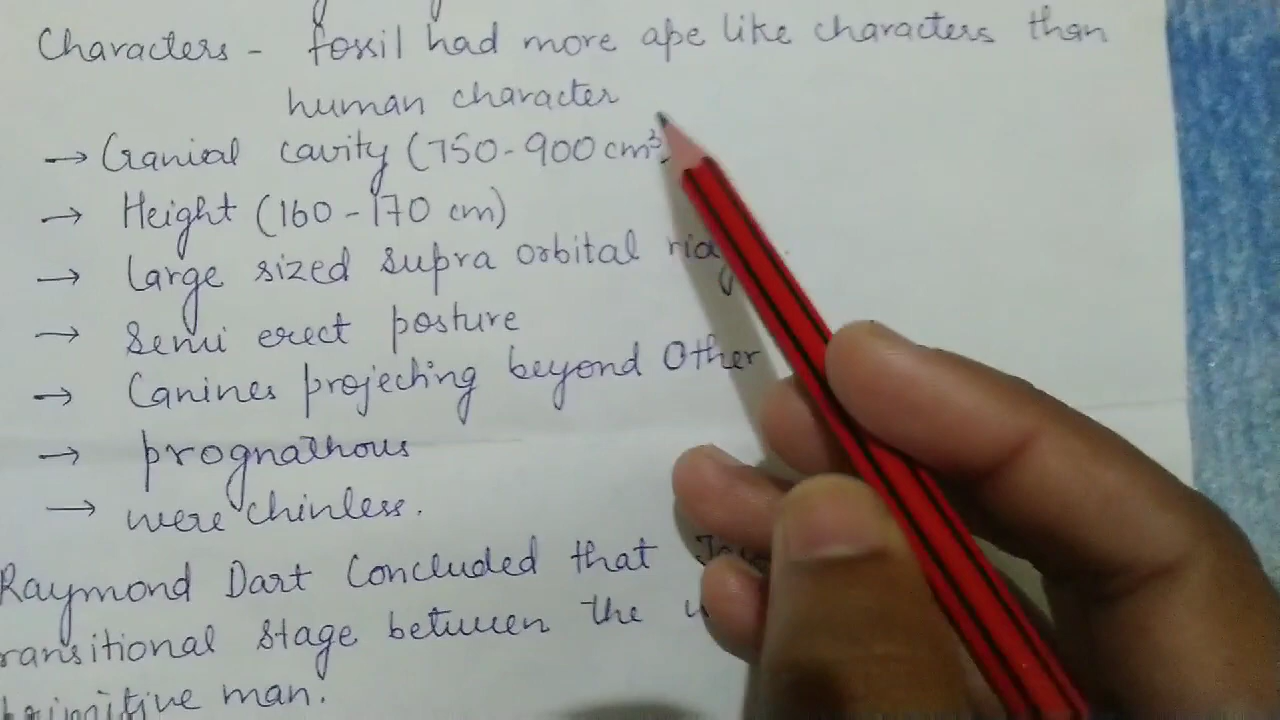 Characters - fossil had more ape like characters than
human character
→ Cranial cavity (750-900 cm³)
→ Height (160-170 cm)
→ large sized supra orbital
→ Semi erect posture
→ Canines projecting beyond Other
→ prognathous
→ were chinless.
Raymond Dart Concluded that
transitional stage between the
primitive man.